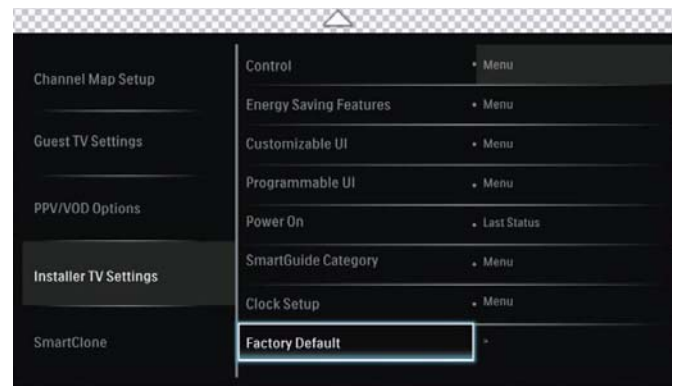 Channel Map Setup
Guest TV Settings
PPV/VOD Options
Installer TV Settings
SmartClone
Control • Menu
Energy Saving Features • Menu
Customizable UI • Menu
Programmable UI • Menu
Power On • Last Status
SmartGuide Category • Menu
Clock Setup • Menu
Factory Default •